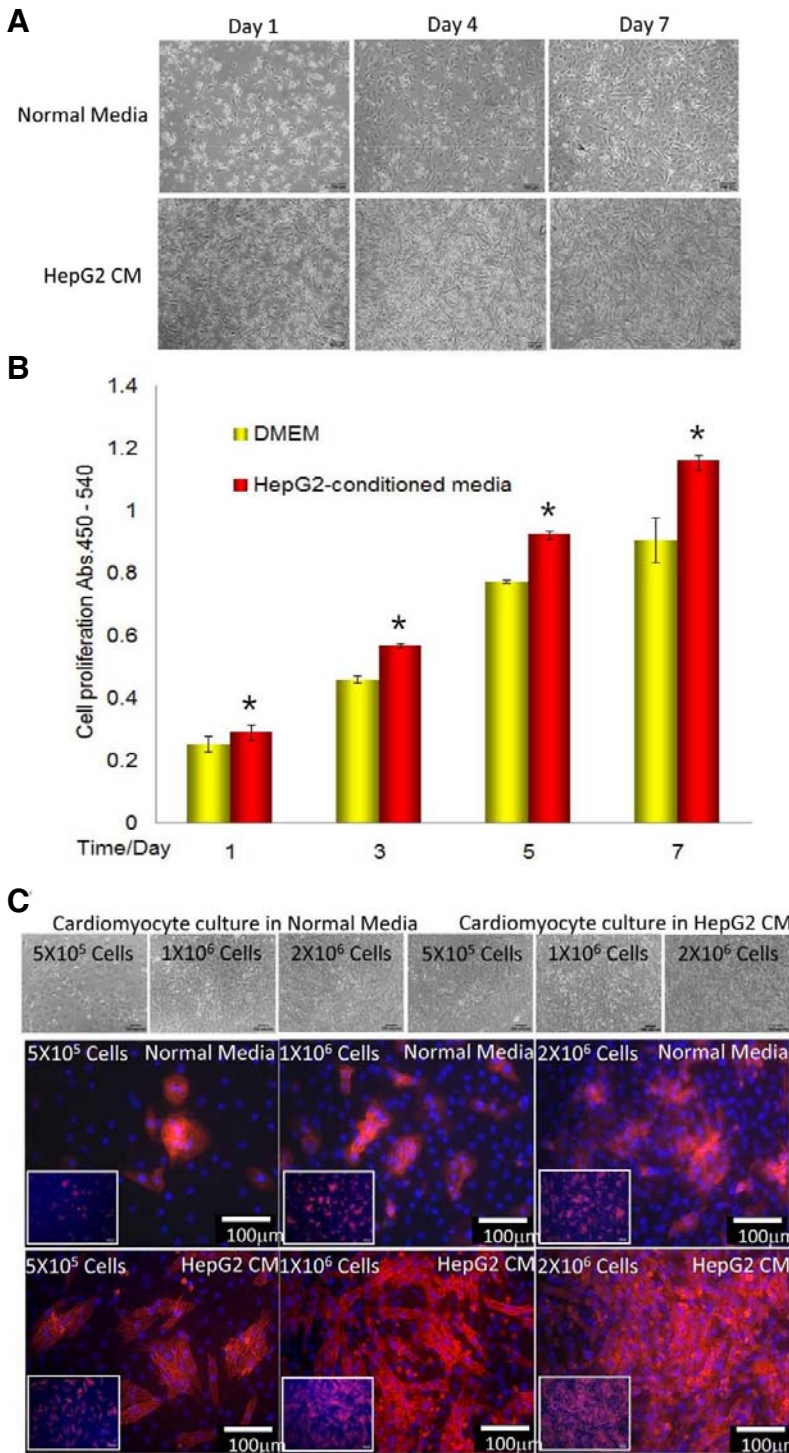 A
Day 1 Day 4 Day 7
Normal Media
HepG2 CM
B
1.4
1.2
1
0.8
0.6
0.4
0.2
0
Cell proliferation Abs.450 - 540
DMEM
HepG2-conditioned media
* * * *
Time/Day 1 3 5 7
C
Cardiomyocyte culture in Normal Media Cardiomyocyte culture in HepG2 CM
5X10⁵ Cells 1X10⁶ Cells 2X10⁶ Cells 5X10⁵ Cells 1X10⁶ Cells 2X10⁶ Cells
5X10⁵ Cells Normal Media 1X10⁶ Cells Normal Media 2X10⁶ Cells Normal Media
100μm 100μm 100μm
5X10⁵ Cells HepG2 CM 1X10⁶ Cells HepG2 CM 2X10⁶ Cells HepG2 CM
100μm 100μm 100μm